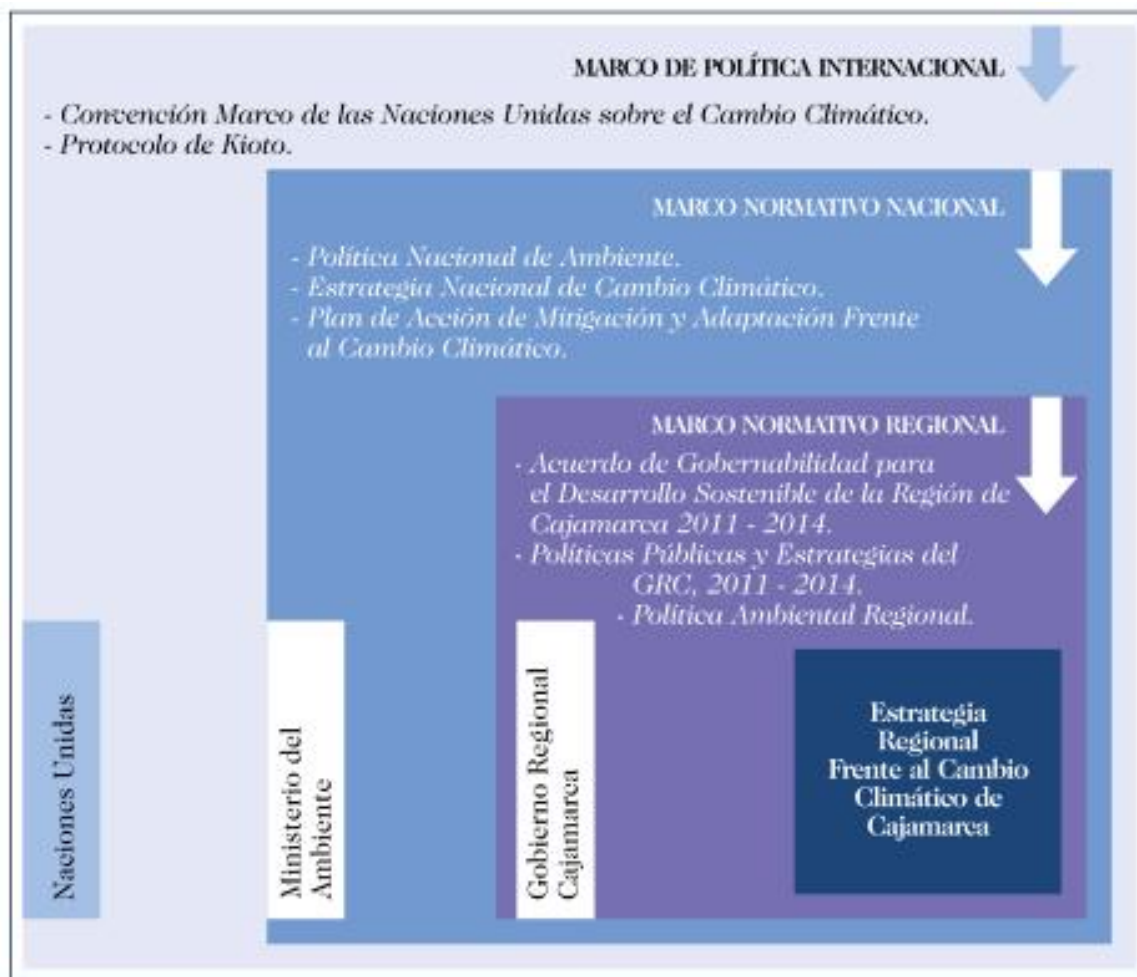 MARCO DE POLÍTICA INTERNACIONAL
- Convención Marco de las Naciones Unidas sobre el Cambio Climático.
- Protocolo de Kioto.
MARCO NORMATIVO NACIONAL
- Política Nacional de Ambiente.
- Estrategia Nacional de Cambio Climático.
- Plan de Acción de Mitigación y Adaptación Frente
al Cambio Climático.
MARCO NORMATIVO REGIONAL
- Acuerdo de Gobernabilidad para
el Desarrollo Sostenible de la Región de
Cajamarca 2011 - 2014.
- Políticas Públicas y Estrategias del
GRC, 2011 - 2014.
- Política Ambiental Regional.
Naciones Unidas
Ministerio del
Ambiente
Gobierno Regional
Cajamarca
Estrategia
Regional
Frente al Cambio
Climático de
Cajamarca